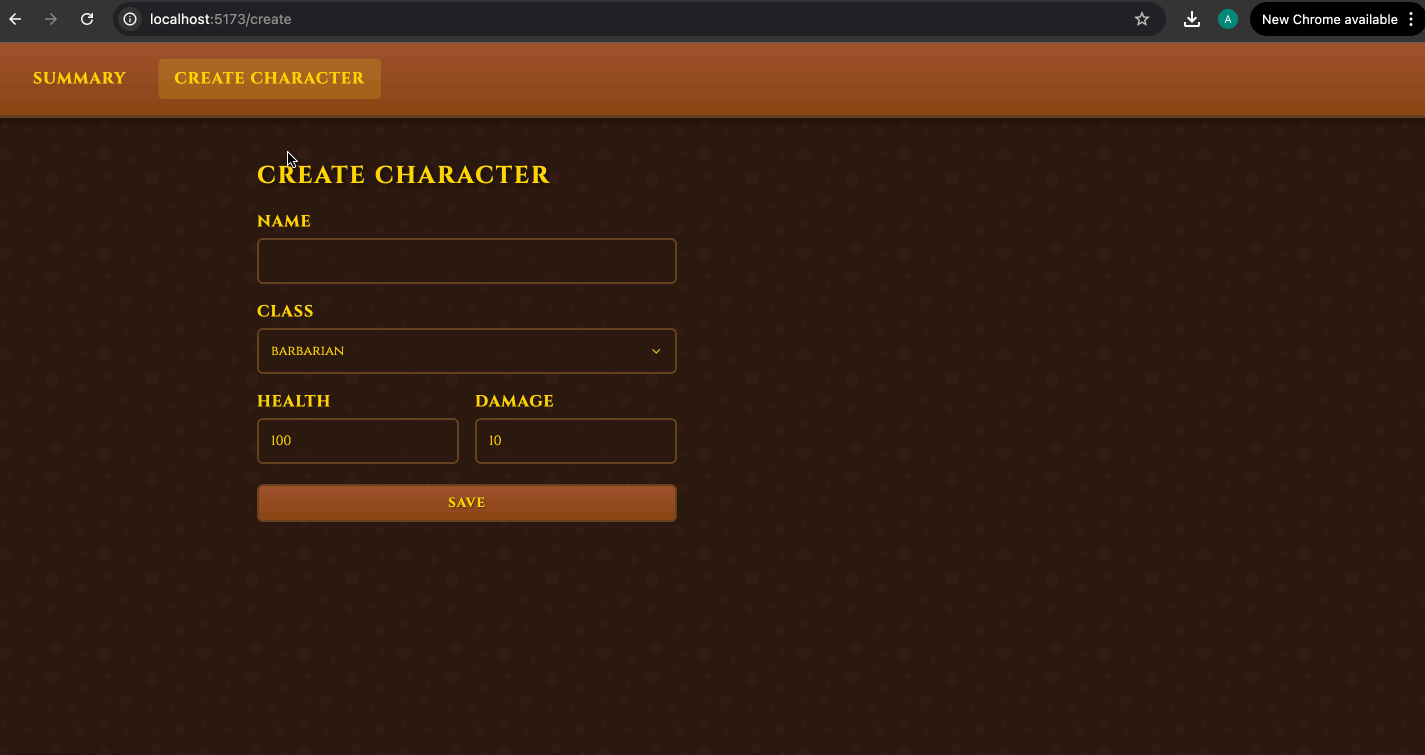 localhost:5173/create
A
New Chrome available
SUMMARY
CREATE CHARACTER
CREATE CHARACTER
NAME
CLASS
BARBARIAN
HEALTH DAMAGE
100 10
SAVE